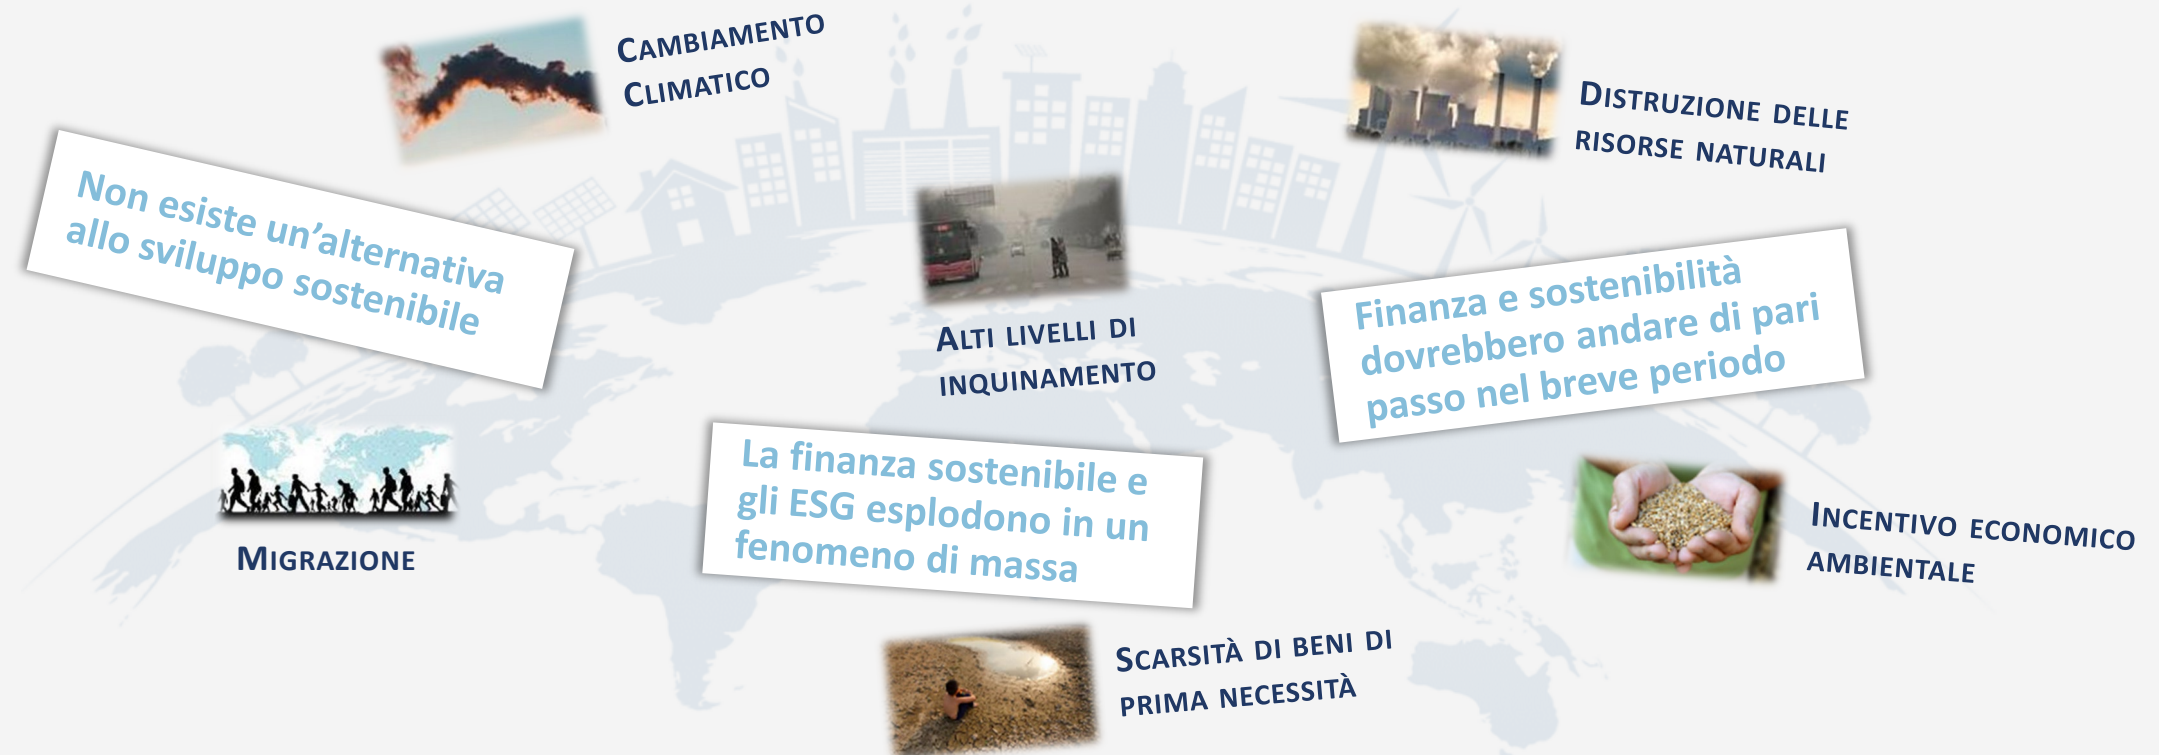 CAMBIAMENTO
CLIMATICO
DISTRUZIONE DELLE
RISORSE NATURALI
Non esiste un’alternativa
allo sviluppo sostenibile
ALTI LIVELLI DI
INQUINAMENTO
Finanza e sostenibilità
dovrebbero andare di pari
passo nel breve periodo
MIGRAZIONE
La finanza sostenibile e
gli ESG esplodono in un
fenomeno di massa
INCENTIVO ECONOMICO
AMBIENTALE
SCARSITÀ DI BENI DI
PRIMA NECESSITÀ